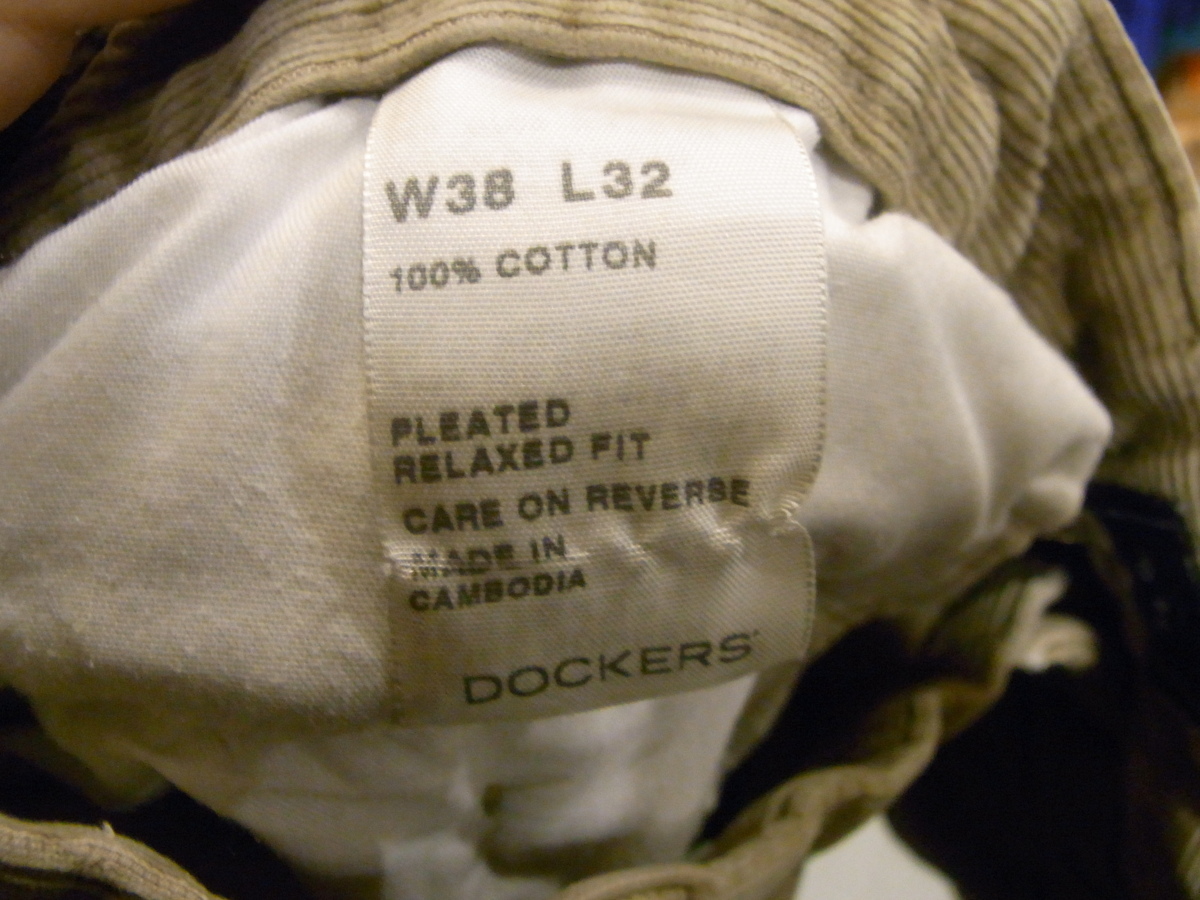 W38 L32
100% COTTON
PLEATED
RELAXED FIT
CARE ON REVERSE
MADE IN
CAMBODIA
DOCKERS